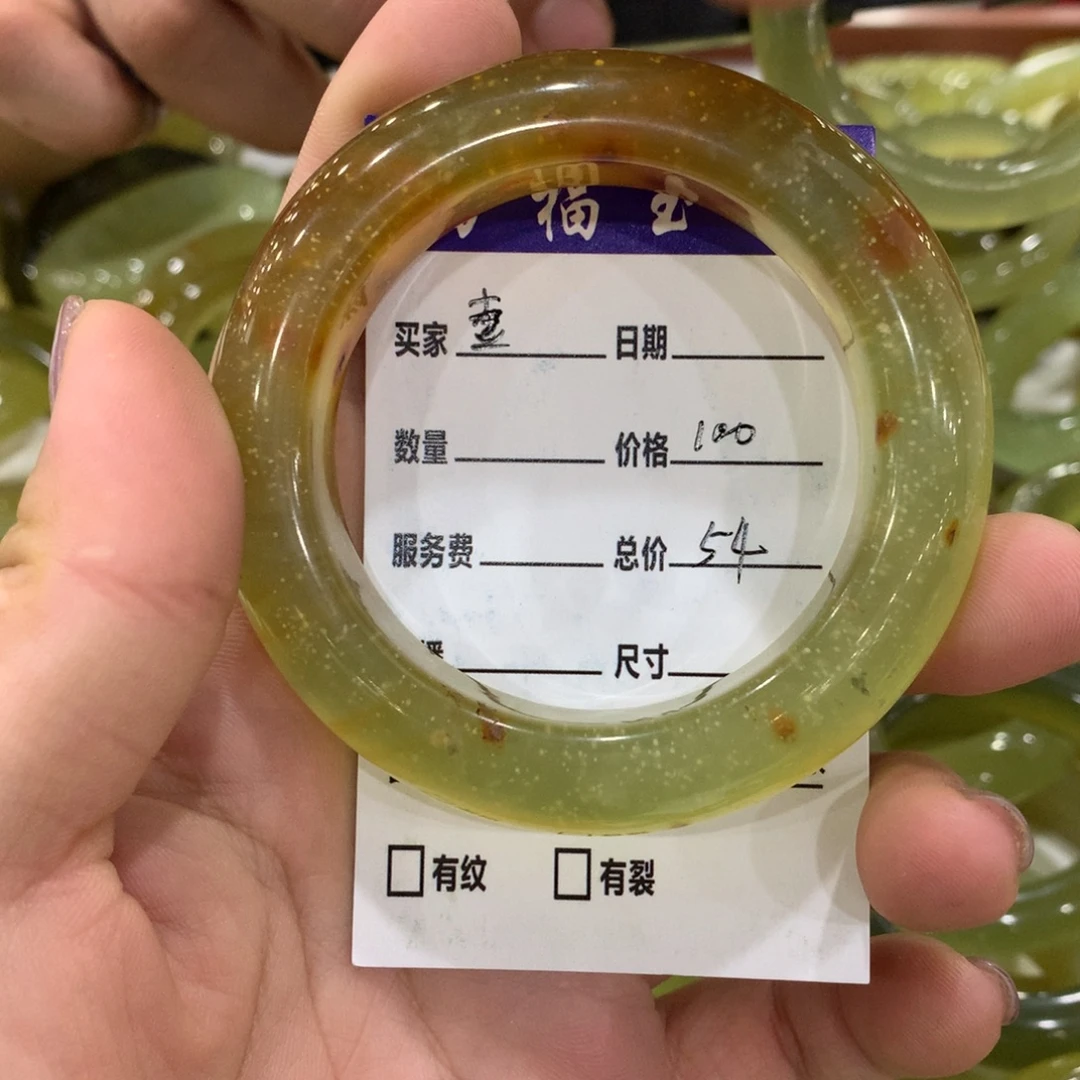 福玉
买家 日期
数量 价格 100
服务费 总价 54
尺寸
有纹 有裂